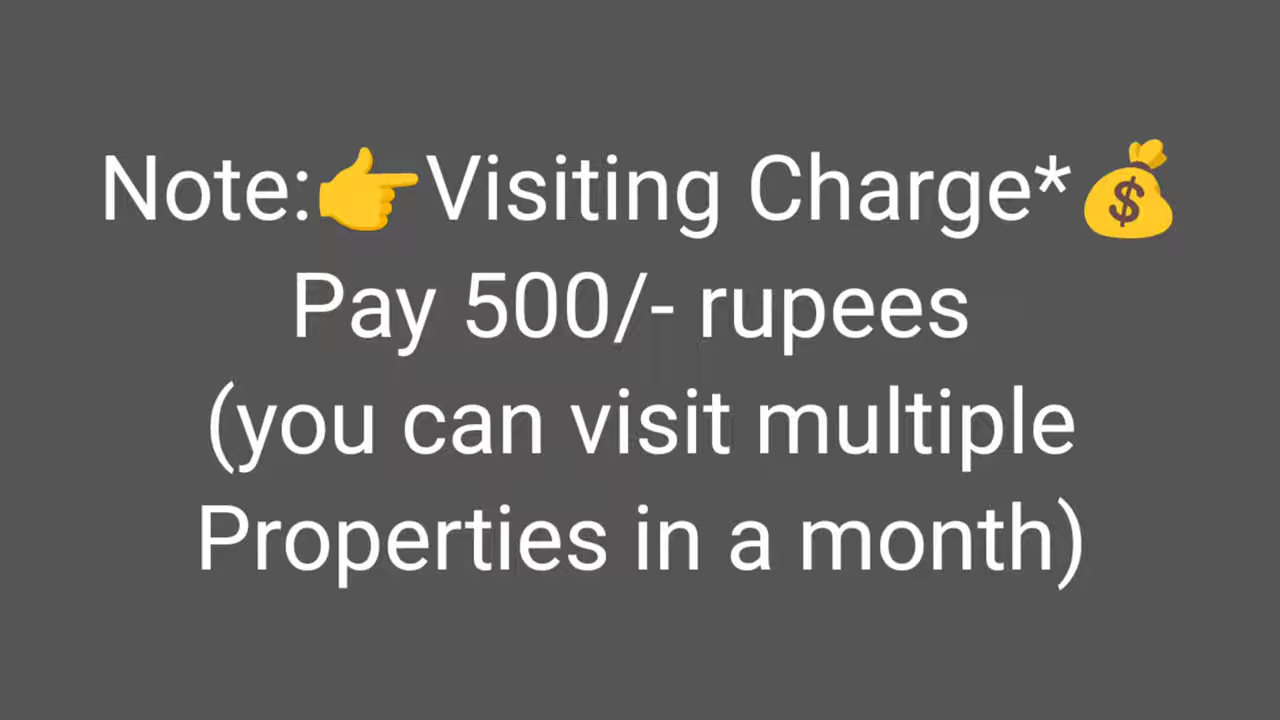 Note:👉Visiting Charge*💰
Pay 500/- rupees
(you can visit multiple
Properties in a month)